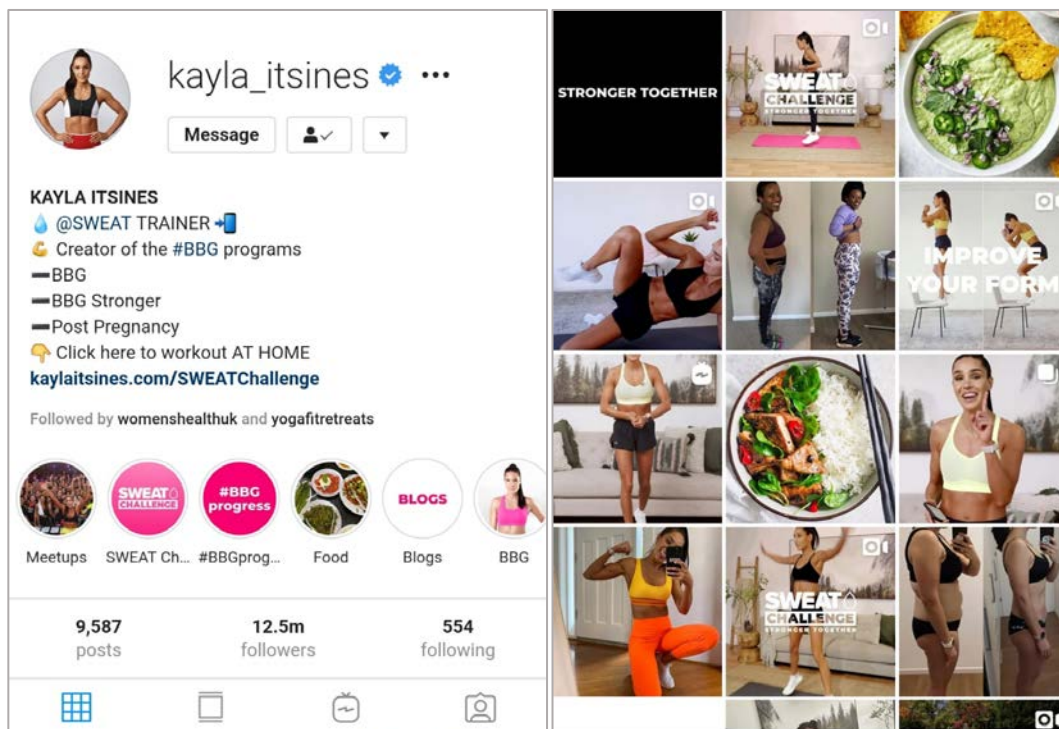 kayla_itsines
Message
KAYLA ITSINES
💧 @SWEAT TRAINER 📲
💪 Creator of the #BBG programs
➖BBG
➖BBG Stronger
➖Post Pregnancy
👇 Click here to workout AT HOME
kaylaitsines.com/SWEATChallenge
Followed by womenshealthuk and yogafitretreats
SWEAT
CHALLENGE
#BBG
progress
BLOGS
Meetups
SWEAT Ch...
#BBGprog...
Food
Blogs
BBG
9,587
posts
12.5m
followers
554
following
STRONGER TOGETHER
SWEAT
CHALLENGE
STRONGER TOGETHER
IMPROVE
YOUR FORM
SWEAT
CHALLENGE
STRONGER TOGETHER